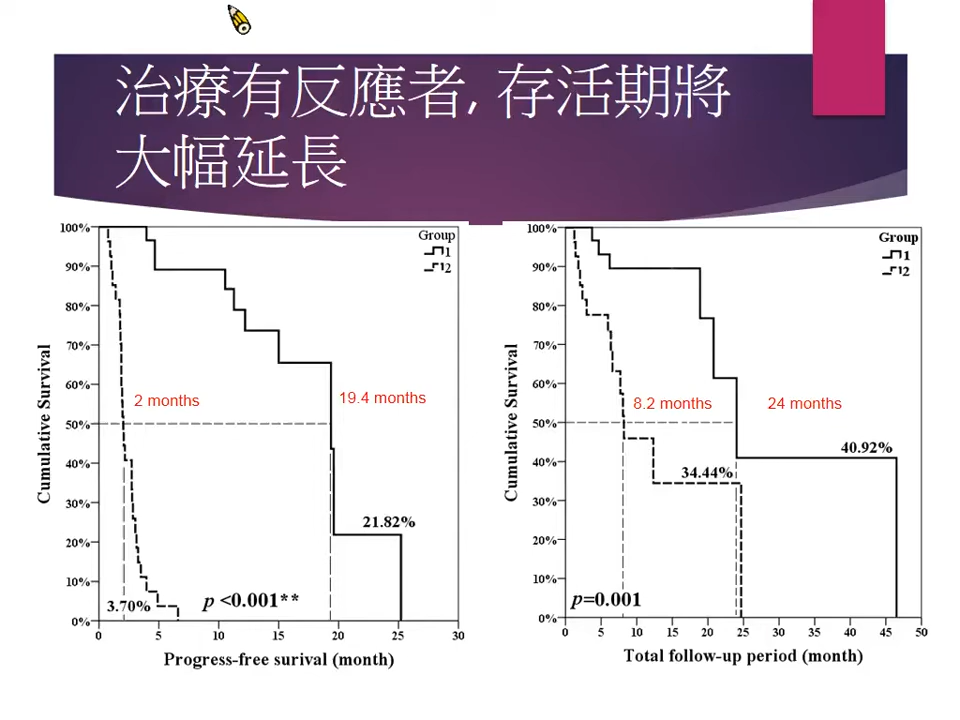 治療有反應者, 存活期將
大幅延長
100%
90%
80%
70%
60%
50%
40%
30%
20%
10%
0%
Cumulative Survival
Group
1
2
2 months
19.4 months
21.82%
3.70%
p <0.001**
0 5 10 15 20 25 30
Progress-free surival (month)
100%
90%
80%
70%
60%
50%
40%
30%
20%
10%
0%
Cumulative Survival
Group
1
2
8.2 months
24 months
40.92%
34.44%
p=0.001
0 5 10 15 20 25 30 35 40 45 50
Total follow-up period (month)